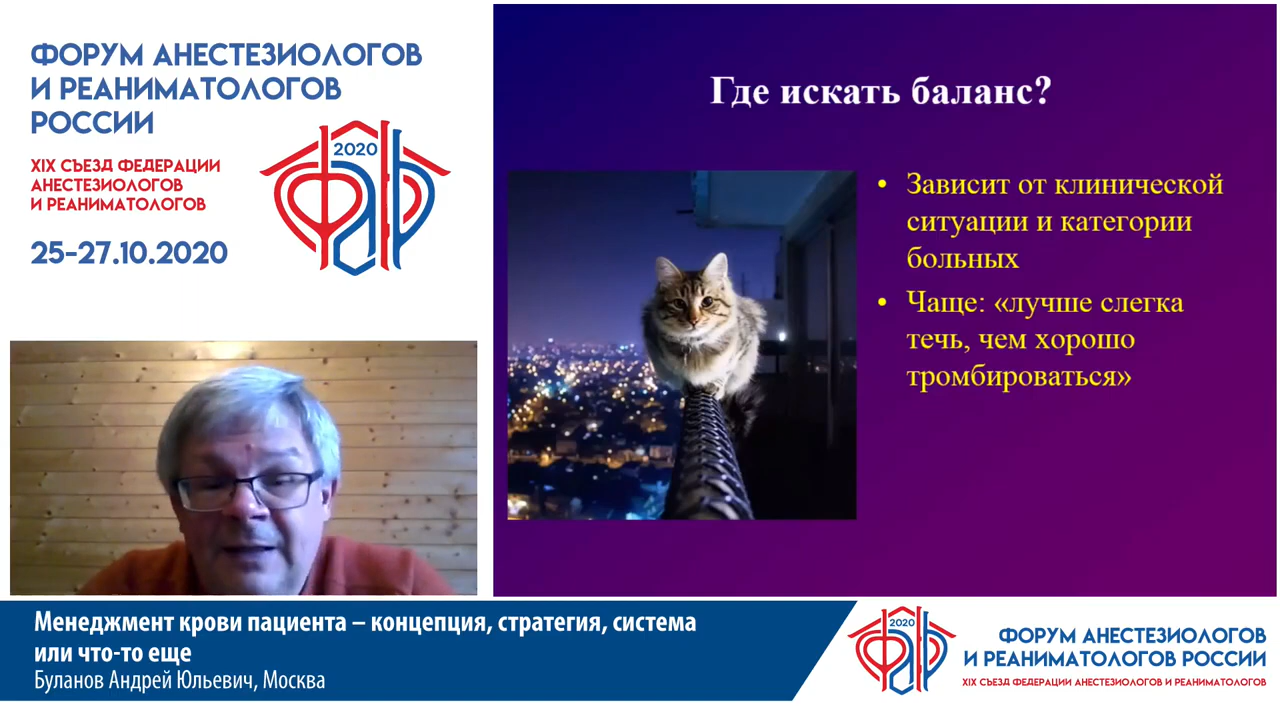 ФОРУМ АНЕСТЕЗИОЛОГОВ
И РЕАНИМАТОЛОГОВ
РОССИИ
XIX СЪЕЗД ФЕДЕРАЦИИ
АНЕСТЕЗИОЛОГОВ
И РЕАНИМАТОЛОГОВ
25-27.10.2020
2020
ФАР
Где искать баланс?
• Зависит от клинической
ситуации и категории
больных
• Чаще: «лучше слегка
течь, чем хорошо
тромбироваться»
Менеджмент крови пациента – концепция, стратегия, система
или что-то еще
Буланов Андрей Юльевич, Москва
2020
ФАР
ФОРУМ АНЕСТЕЗИОЛОГОВ
И РЕАНИМАТОЛОГОВ РОССИИ
XIX СЪЕЗД ФЕДЕРАЦИИ АНЕСТЕЗИОЛОГОВ И РЕАНИМАТОЛОГОВ